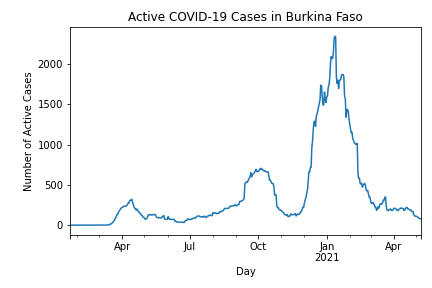 Active COVID-19 Cases in Burkina Faso
Number of Active Cases
2000
1500
1000
500
0
Apr
Jul
Oct
Jan
2021
Apr
Day